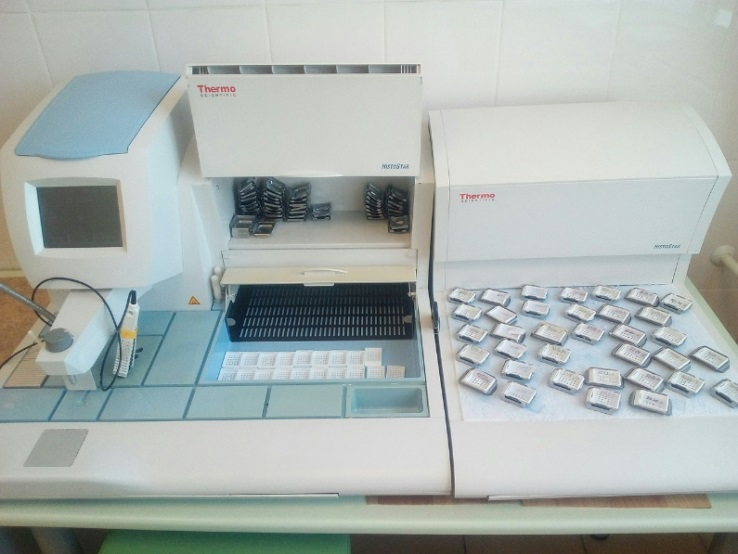 Thermo
SCIENTIFIC
HISTOSTAR
Thermo
SCIENTIFIC
HISTOSTAR